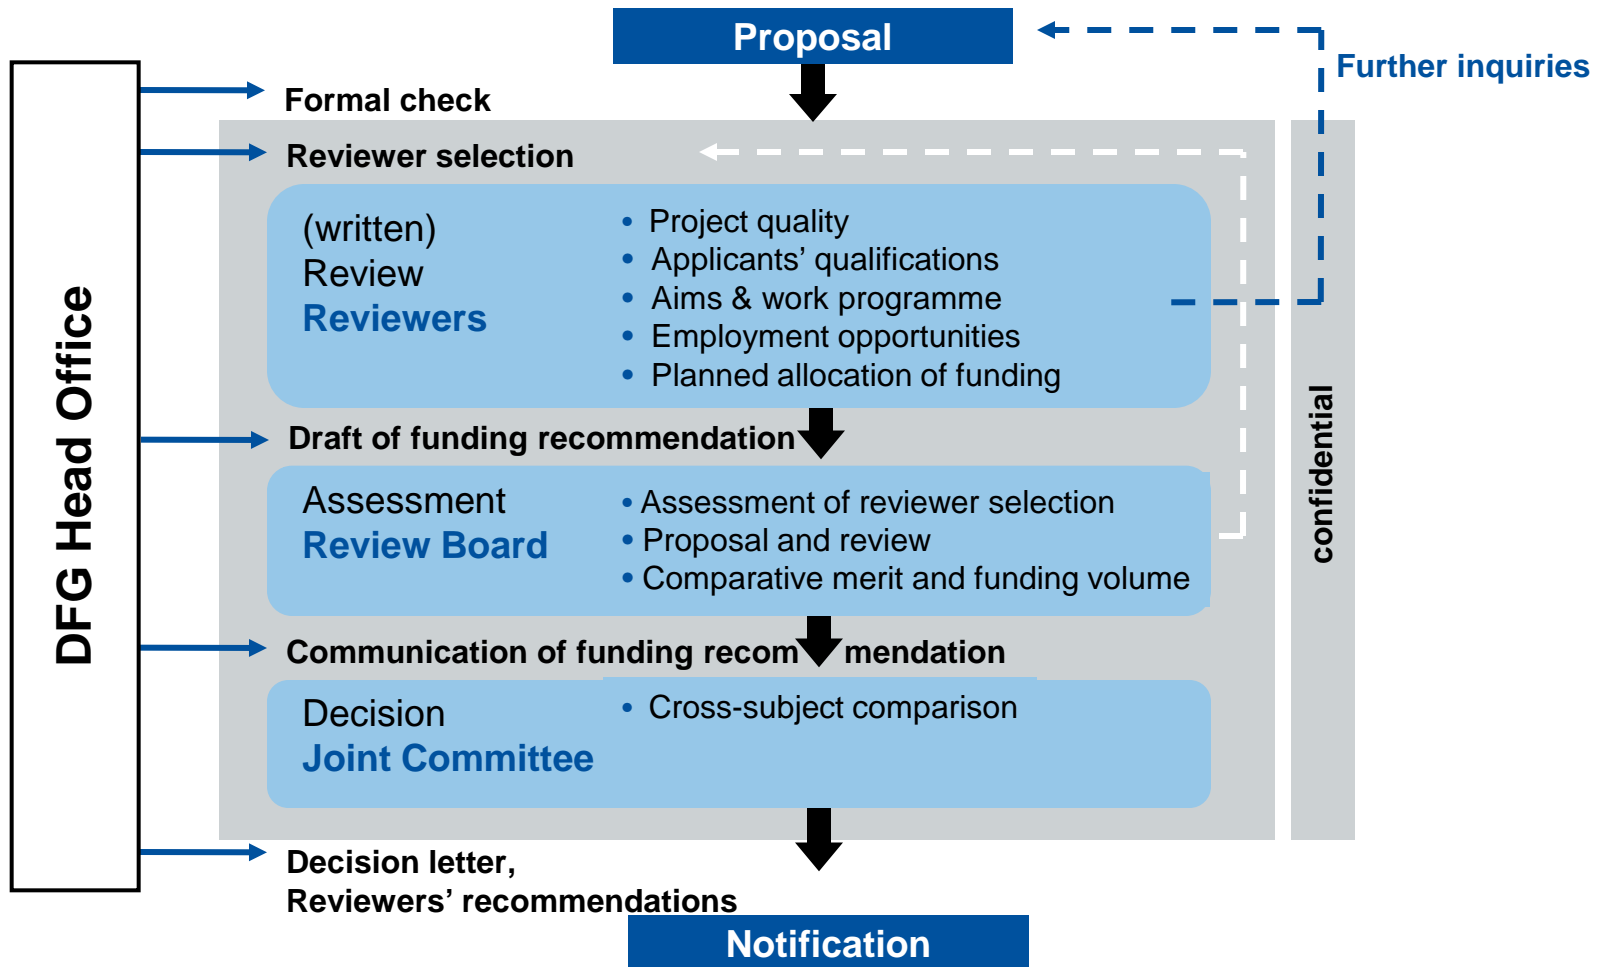 Proposal
Further inquiries
Formal check
Reviewer selection
(written)
Review
Reviewers
• Project quality
• Applicants’ qualifications
• Aims & work programme
• Employment opportunities
• Planned allocation of funding
Draft of funding recommendation
Assessment
Review Board
• Assessment of reviewer selection
• Proposal and review
• Comparative merit and funding volume
Communication of funding recom mendation
Decision
Joint Committee
• Cross-subject comparison
Decision letter,
Reviewers’ recommendations
Notification
DFG Head Office
confidential